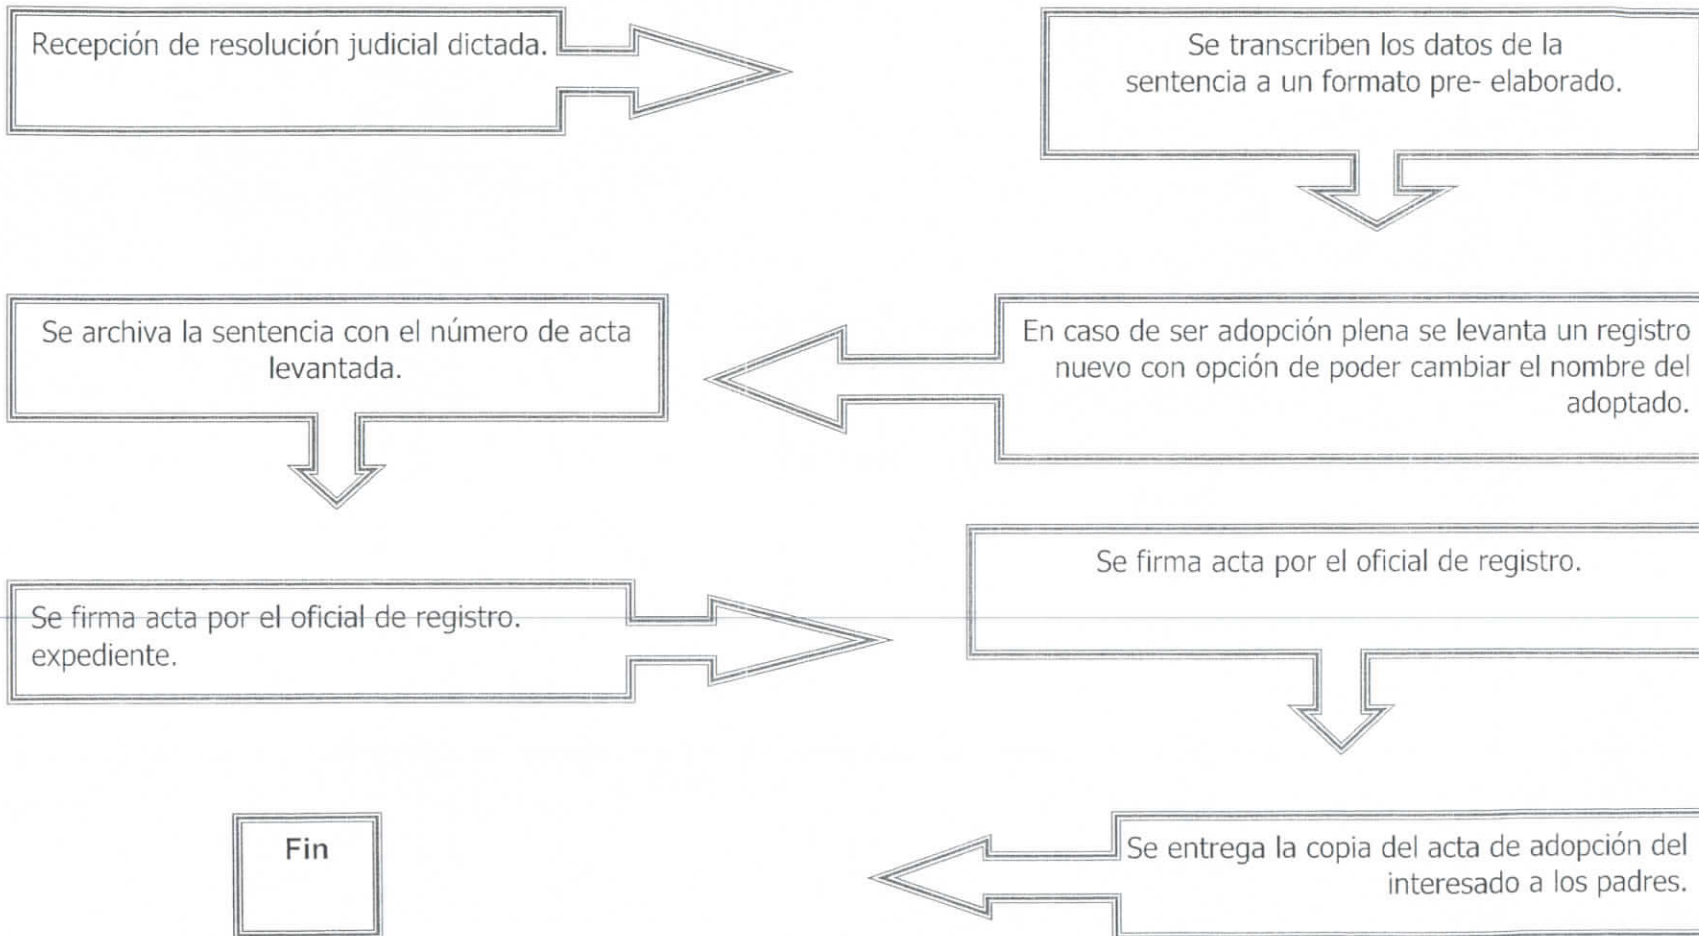 Recepción de resolución judicial dictada.
Se transcriben los datos de la
sentencia a un formato pre- elaborado.
En caso de ser adopción plena se levanta un registro
nuevo con opción de poder cambiar el nombre del
adoptado.
Se archiva la sentencia con el número de acta
levantada.
Se firma acta por el oficial de registro.
expediente.
Se firma acta por el oficial de registro.
Se entrega la copia del acta de adopción del
interesado a los padres.
Fin